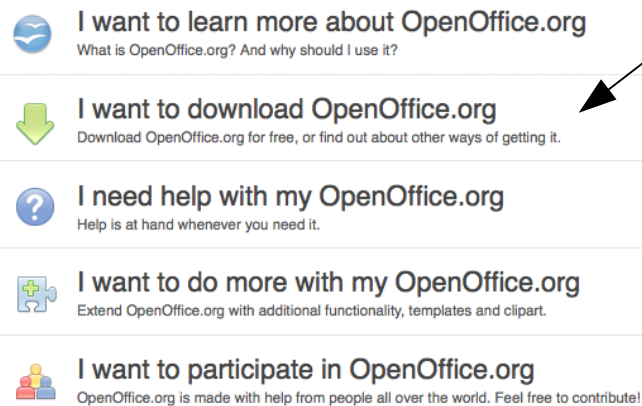 I want to learn more about OpenOffice.org
What is OpenOffice.org? And why should I use it?
I want to download OpenOffice.org
Download OpenOffice.org for free, or find out about other ways of getting it.
I need help with my OpenOffice.org
Help is at hand whenever you need it.
I want to do more with my OpenOffice.org
Extend OpenOffice.org with additional functionality, templates and clipart.
I want to participate in OpenOffice.org
OpenOffice.org is made with help from people all over the world. Feel free to contribute!